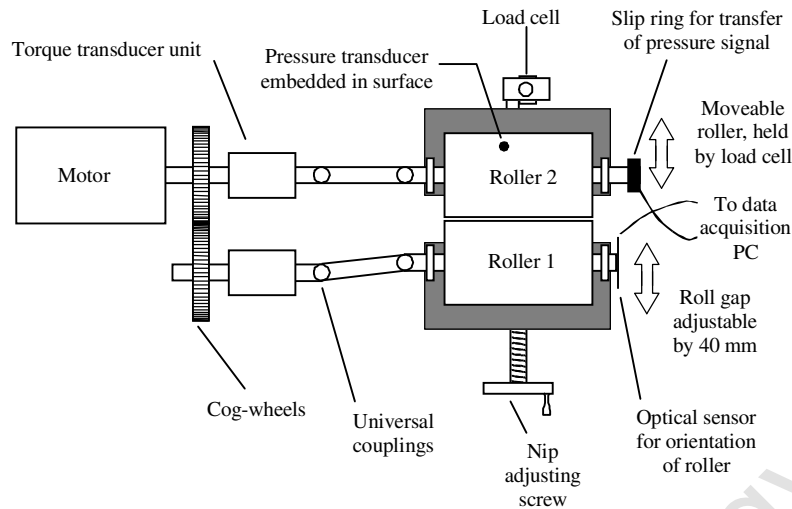 Load cell
Slip ring for transfer
of pressure signal
Torque transducer unit
Pressure transducer
embedded in surface
Moveable
roller, held
by load cell
Motor
Roller 2
To data
acquisition
PC
Roller 1
Roll gap
adjustable
by 40 mm
Cog-wheels
Universal
couplings
Nip
adjusting
screw
Optical sensor
for orientation
of roller